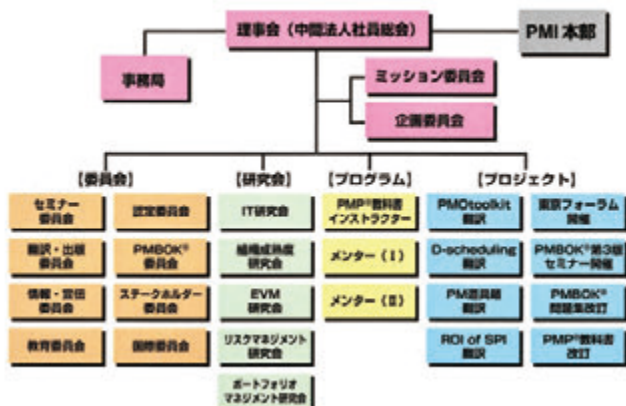 理事会（中間法人社員総会）
PMI 本部
事務局
ミッション委員会
企画委員会
【委員会】
【研究会】
【プログラム】
【プロジェクト】
セミナー
委員会
認定委員会
翻訳・出版
委員会
PMBOK®
委員会
情報・宣伝
委員会
ステークホルダー
委員会
教育委員会
国際委員会
IT研究会
組織成熟度
研究会
EVM
研究会
リスクマネジメント
研究会
ポートフォリオ
マネジメント研究会
PMP®教科書
インストラクター
メンター（Ⅰ）
メンター（Ⅱ）
PMOtoolkit
翻訳
東京フォーラム
開催
D-scheduling
翻訳
PMBOK®第3版
セミナー開催
PM道具箱
翻訳
PMBOK®
問題集改訂
ROI of SPI
翻訳
PMP®教科書
改訂